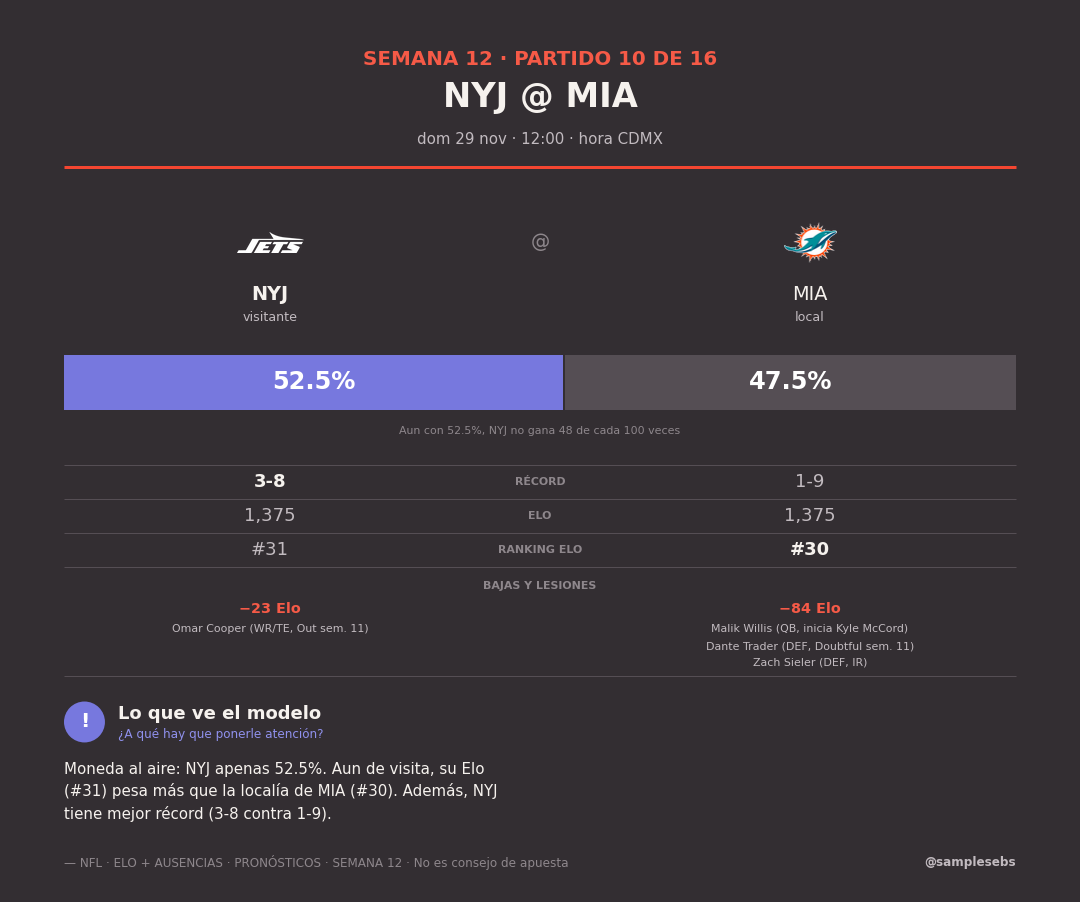 SEMANA 12 · PARTIDO 10 DE 16
NYJ @ MIA
dom 29 nov · 12:00 · hora CDMX
JETS
@
NYJ
MIA
visitante
local
52.5%
47.5%
Aun con 52.5%, NYJ no gana 48 de cada 100 veces
3-8
RÉCORD
1-9
1,375
ELO
1,375
#31
RANKING ELO
#30
BAJAS Y LESIONES
−23 Elo
−84 Elo
Omar Cooper (WR/TE, Out sem. 11)
Malik Willis (QB, inicia Kyle McCord)
Dante Trader (DEF, Doubtful sem. 11)
Zach Sieler (DEF, IR)
!
Lo que ve el modelo
¿A qué hay que ponerle atención?
Moneda al aire: NYJ apenas 52.5%. Aun de visita, su Elo
(#31) pesa más que la localía de MIA (#30). Además, NYJ
tiene mejor récord (3-8 contra 1-9).
— NFL · ELO + AUSENCIAS · PRONÓSTICOS · SEMANA 12 · No es consejo de apuesta
@samplesebs